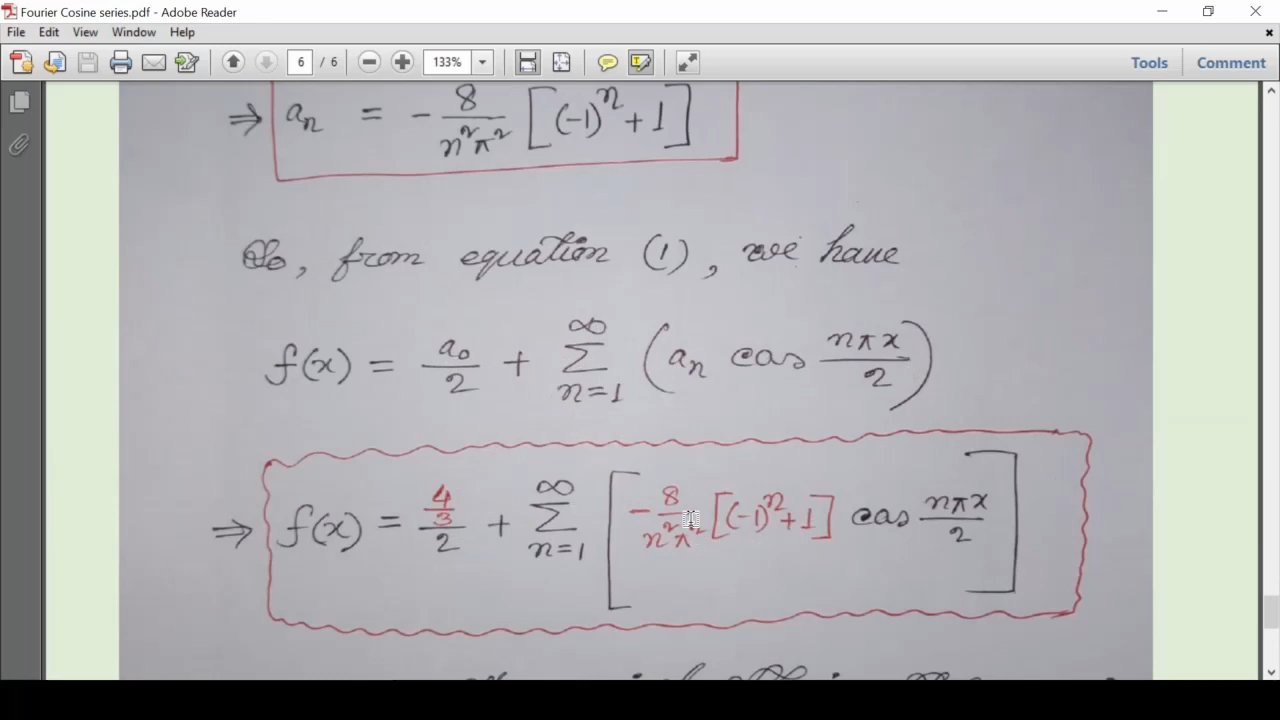 Fourier Cosine series.pdf - Adobe Reader
File Edit View Window Help
6 / 6 133% Tools Comment
⇒ aₙ = - 8/(n²π²) [(-1)ⁿ + 1]
So, from equation (1), we have
f(x) = a₀/2 + ∑_{n=1}^{∞} (aₙ cos nπx/2)
⇒ f(x) = (4/3)/2 + ∑_{n=1}^{∞} [ - 8/(n²π²) [(-1)ⁿ + 1] cos nπx/2 ]